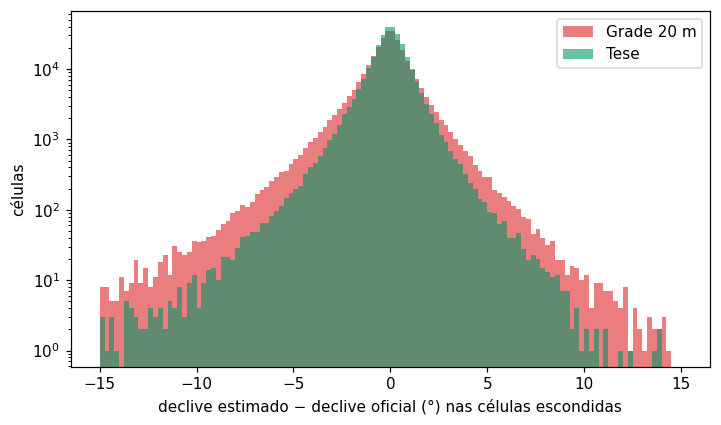 Grade 20 m
Tese
células
10⁴
10³
10²
10¹
10⁰
−15 −10 −5 0 5 10 15
declive estimado − declive oficial (°) nas células escondidas